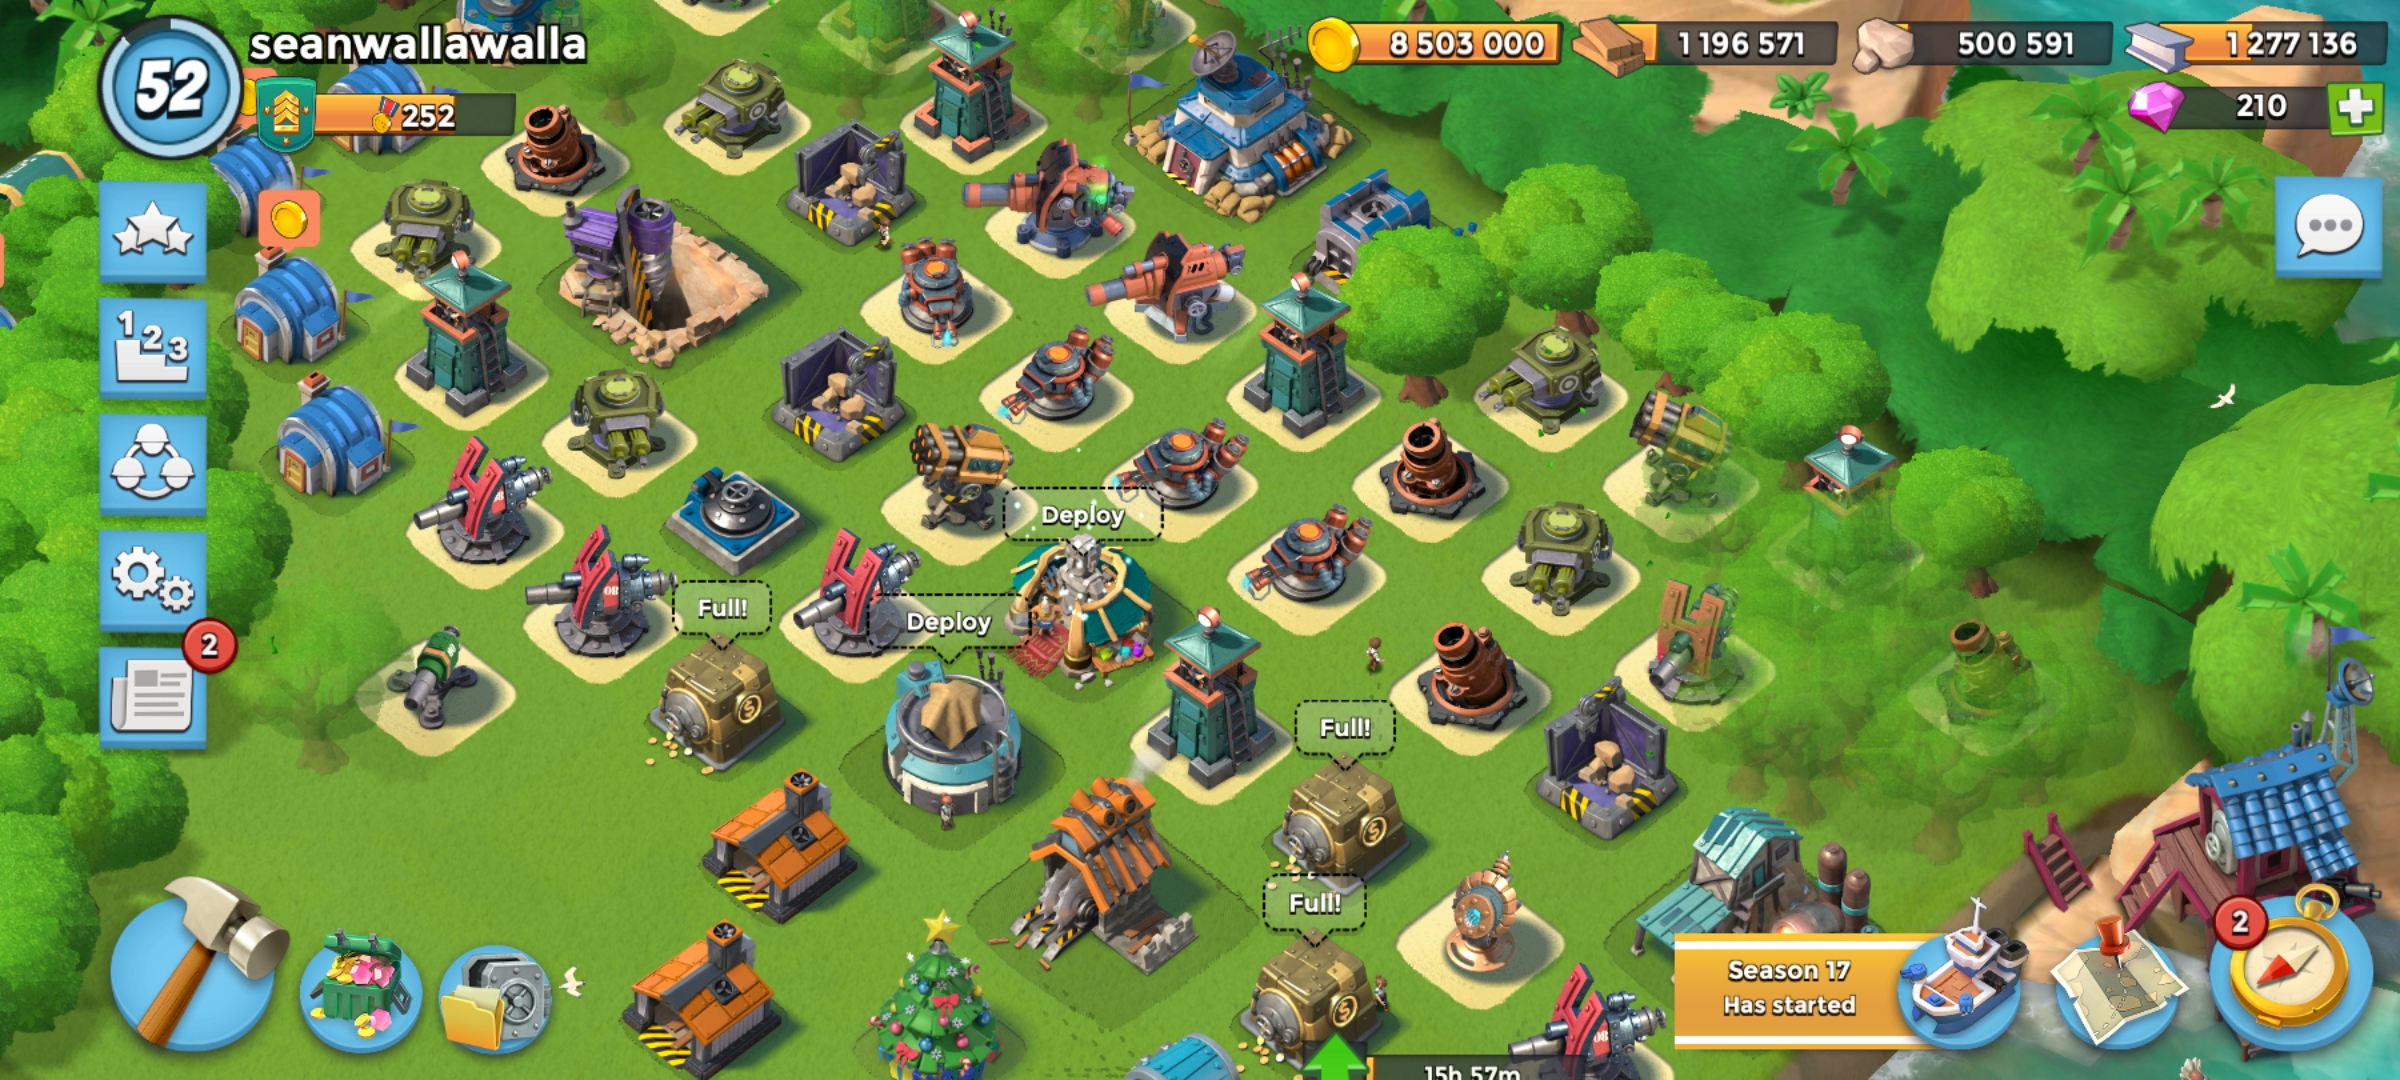 seanwallawalla
52
252
8 503 000
1 196 571
500 591
1 277 136
210
123
2
Deploy
Full!
Deploy
Full!
Full!
Season 17
Has started
2
15h 57m